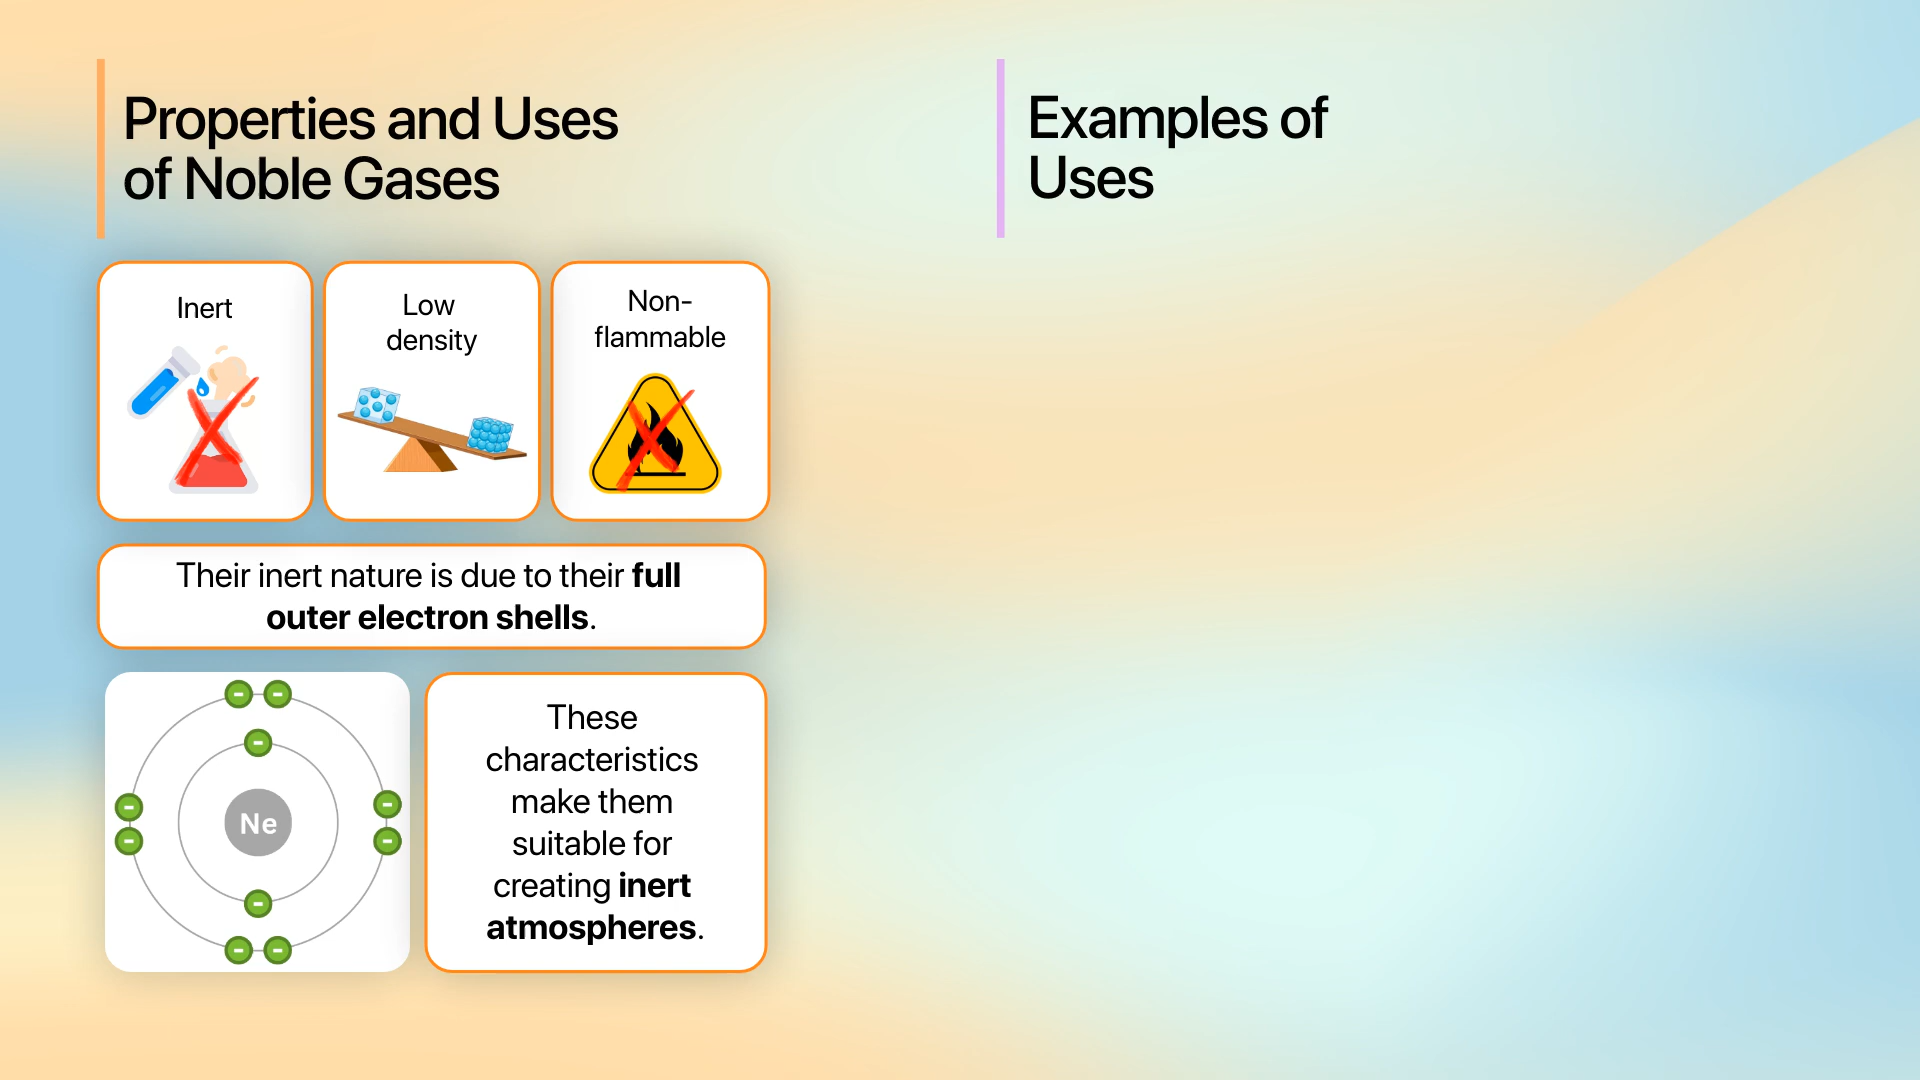 Properties and Uses
of Noble Gases
Inert
Low
density
Non-
flammable
Their inert nature is due to their full
outer electron shells.
Ne
These
characteristics
make them
suitable for
creating inert
atmospheres.
Examples of
Uses